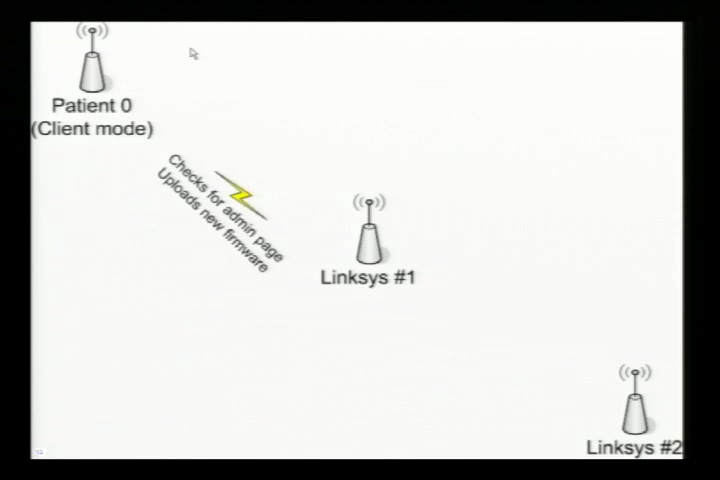 Patient 0
(Client mode)
Checks for admin page
Uploads new firmware
Linksys #1
Linksys #2